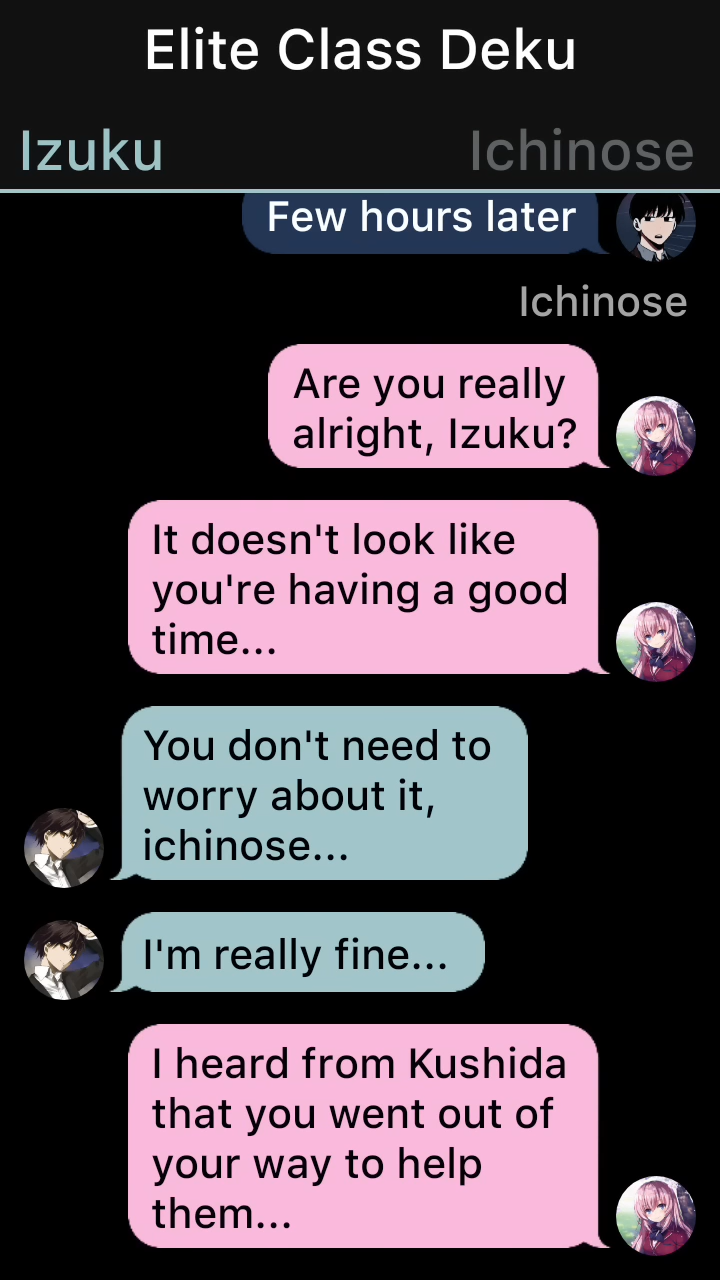 Elite Class Deku
Izuku Ichinose
Few hours later
Ichinose
Are you really
alright, Izuku?
It doesn't look like
you're having a good
time...
You don't need to
worry about it,
ichinose...
I'm really fine...
I heard from Kushida
that you went out of
your way to help
them...